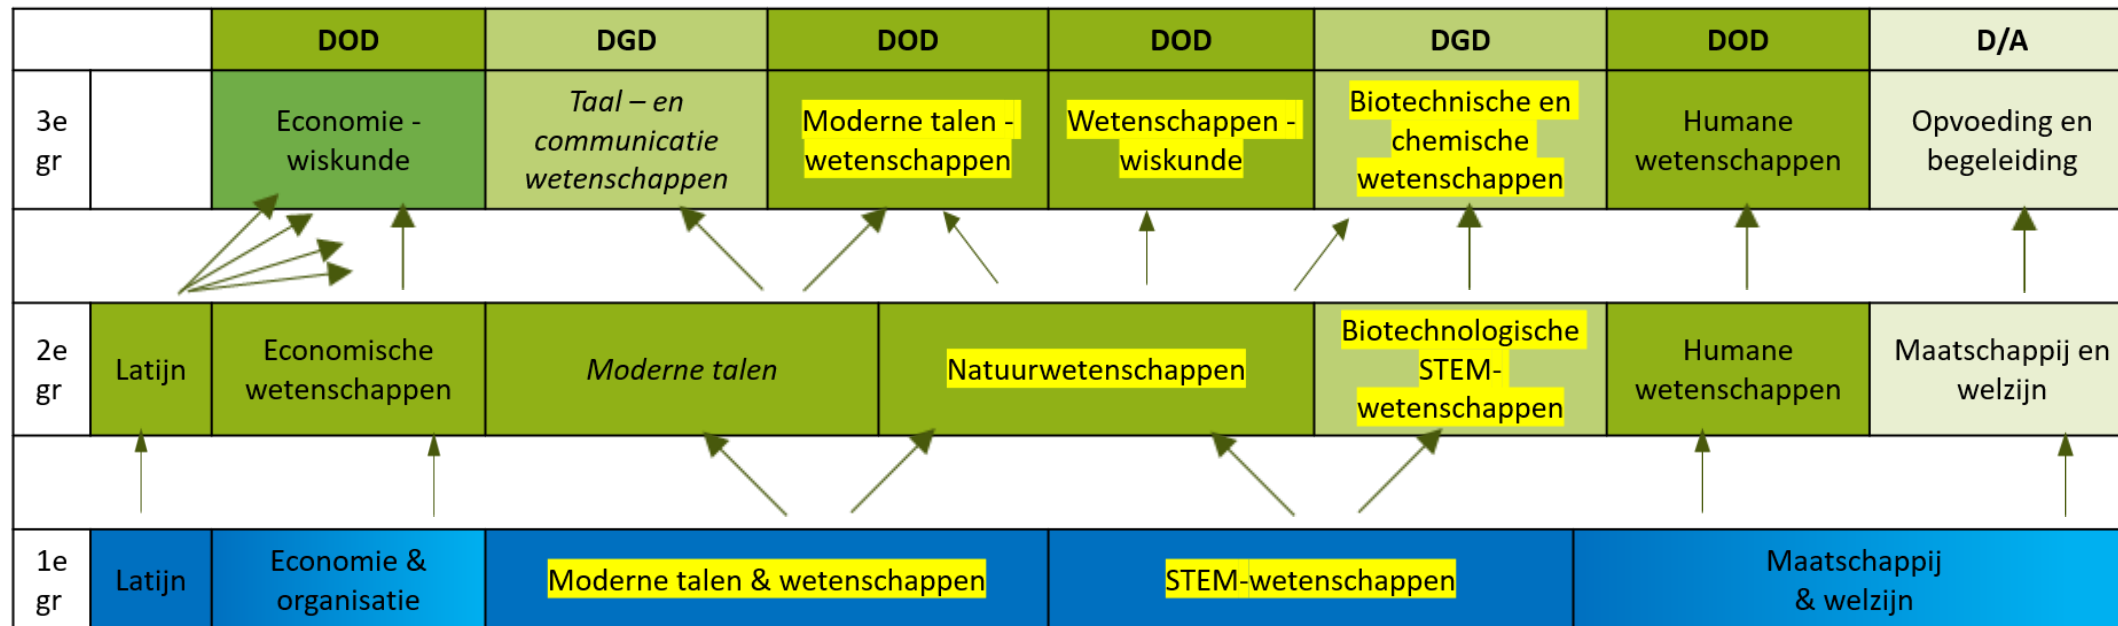 DOD
DGD
DOD
DOD
DGD
DOD
D/A
3e
gr
Economie -
wiskunde
Taal – en
communicatie
wetenschappen
Moderne talen -
wetenschappen
Wetenschappen -
wiskunde
Biotechnische en
chemische
wetenschappen
Humane
wetenschappen
Opvoeding en
begeleiding
2e
gr
Latijn
Economische
wetenschappen
Moderne talen
Natuurwetenschappen
Biotechnologische
STEM-
wetenschappen
Humane
wetenschappen
Maatschappij en
welzijn
1e
gr
Latijn
Economie &
organisatie
Moderne talen & wetenschappen
STEM-wetenschappen
Maatschappij
& welzijn